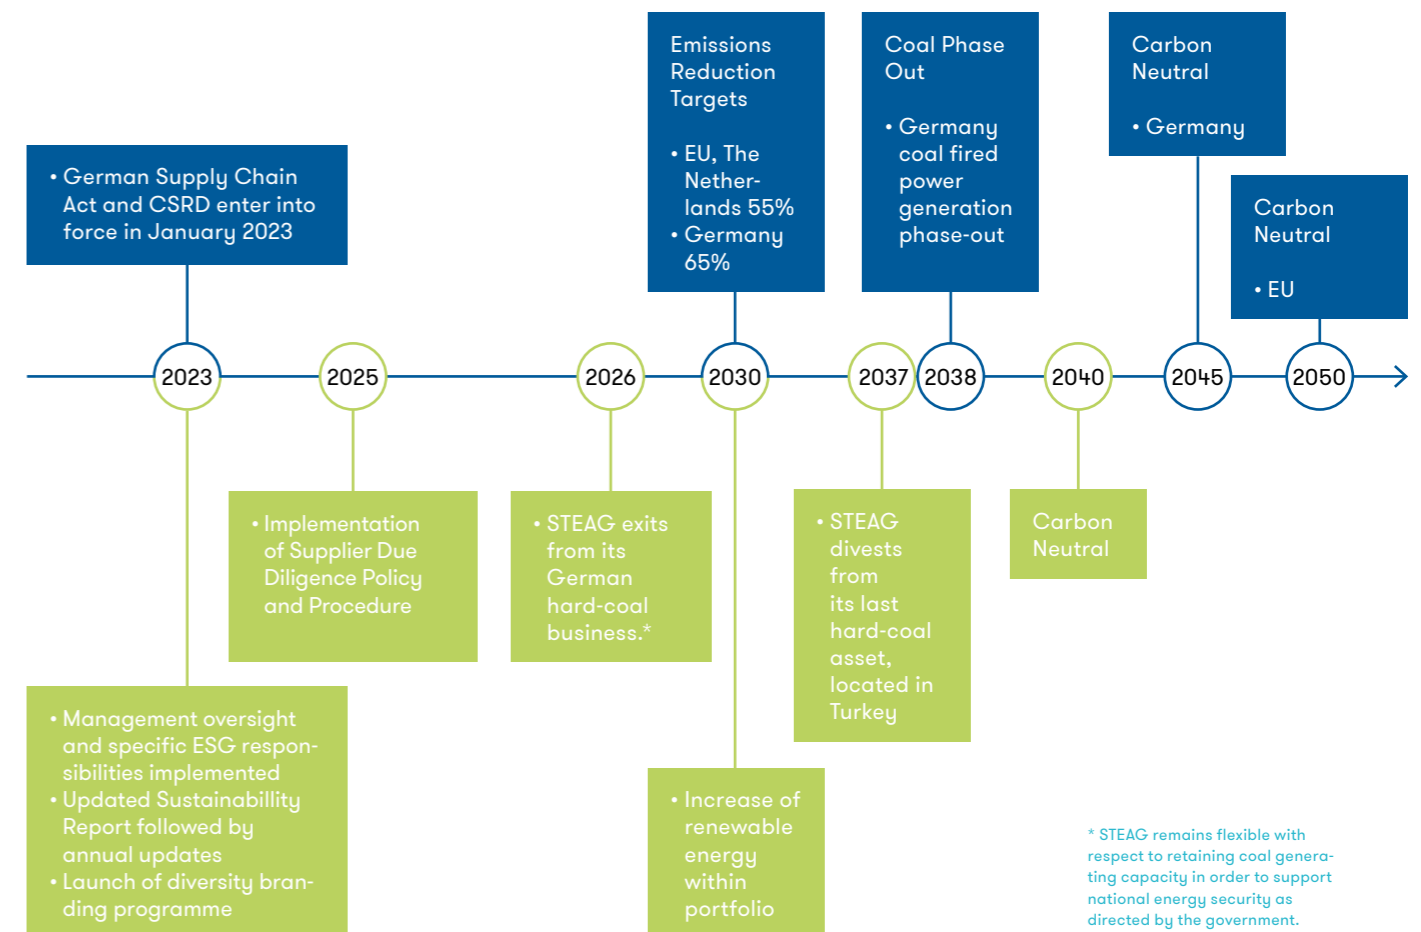 Emissions
Reduction
Targets
• EU, The
Nether-
lands 55%
• Germany
65%
Coal Phase
Out
• Germany
coal fired
power
generation
phase-out
Carbon
Neutral
• Germany
• German Supply Chain
Act and CSRD enter into
force in January 2023
Carbon
Neutral
• EU
2023
2025
2026
2030
2037
2038
2040
2045
2050
• Implementation
of Supplier Due
Diligence Policy
and Procedure
• STEAG exits
from its
German
hard-coal
business.*
• STEAG
divests
from
its last
hard-coal
asset,
located in
Turkey
Carbon
Neutral
• Management oversight
and specific ESG respon-
sibilities implemented
• Updated Sustainabillity
Report followed by
annual updates
• Launch of diversity bran-
ding programme
• Increase of
renewable
energy
within
portfolio
* STEAG remains flexible with
respect to retaining coal genera-
ting capacity in order to support
national energy security as
directed by the government.